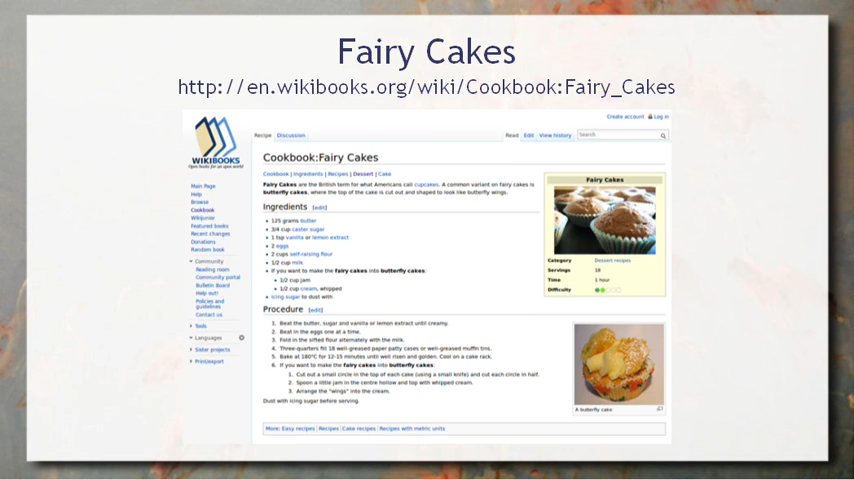 Fairy Cakes
http://en.wikibooks.org/wiki/Cookbook:Fairy_Cakes
Create account Log in
WIKIBOOKS
Open books for an open world
Recipe Discussion
Read Edit View history Search
Main Page
Help
Browse
Cookbook
Wikijunior
Featured books
Recent changes
Donations
Random book
Community
Reading room
Community portal
Bulletin Board
Help out!
Policies and
guidelines
Contact us
Tools
Languages
Sister projects
Print/export
Cookbook:Fairy Cakes
Cookbook | Ingredients | Recipes | Dessert | Cake
Fairy Cakes are the British term for what Americans call cupcakes. A common variant on fairy cakes is
butterfly cakes, where the top of the cake is cut out and shaped to look like butterfly wings.
Ingredients [edit]
125 grams butter
3/4 cup caster sugar
1 tsp vanilla or lemon extract
2 eggs
2 cups self-raising flour
1/2 cup milk
If you want to make the fairy cakes into butterfly cakes:
1/2 cup jam
1/2 cup cream, whipped
Icing sugar to dust with
Procedure [edit]
1. Beat the butter, sugar and vanilla or lemon extract until creamy.
2. Beat in the eggs one at a time.
3. Fold in the sifted flour alternately with the milk.
4. Three-quarters fill 18 well-greased paper patty cases or well-greased muffin tins.
5. Bake at 180°C for 12-15 minutes until well risen and golden. Cool on a cake rack.
6. If you want to make the fairy cakes into butterfly cakes:
1. Cut out a small circle in the top of each cake (using a small knife) and cut each circle in half.
2. Spoon a little jam in the centre hollow and top with whipped cream.
3. Arrange the "wings" into the cream.
Dust with icing sugar before serving.
Fairy Cakes
Category Dessert recipes
Servings 18
Time 1 hour
Difficulty
A butterfly cake
More: Easy recipes | Recipes | Cake recipes | Recipes with metric units